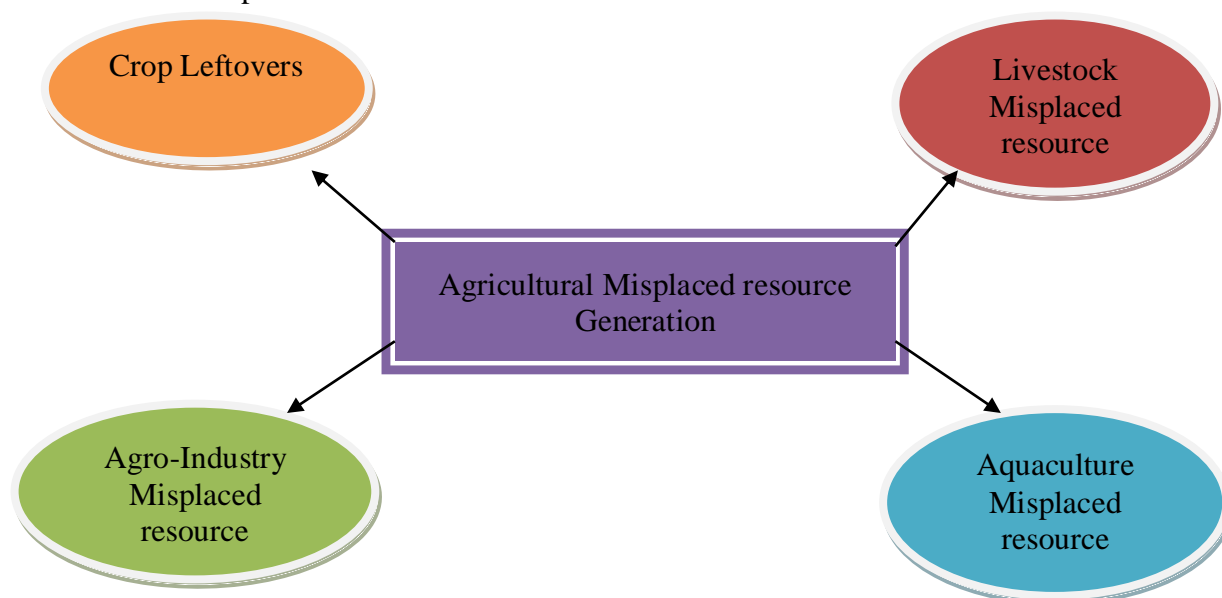 Crop Leftovers
Livestock
Misplaced
resource
Agricultural Misplaced resource
Generation
Agro-Industry
Misplaced
resource
Aquaculture
Misplaced
resource